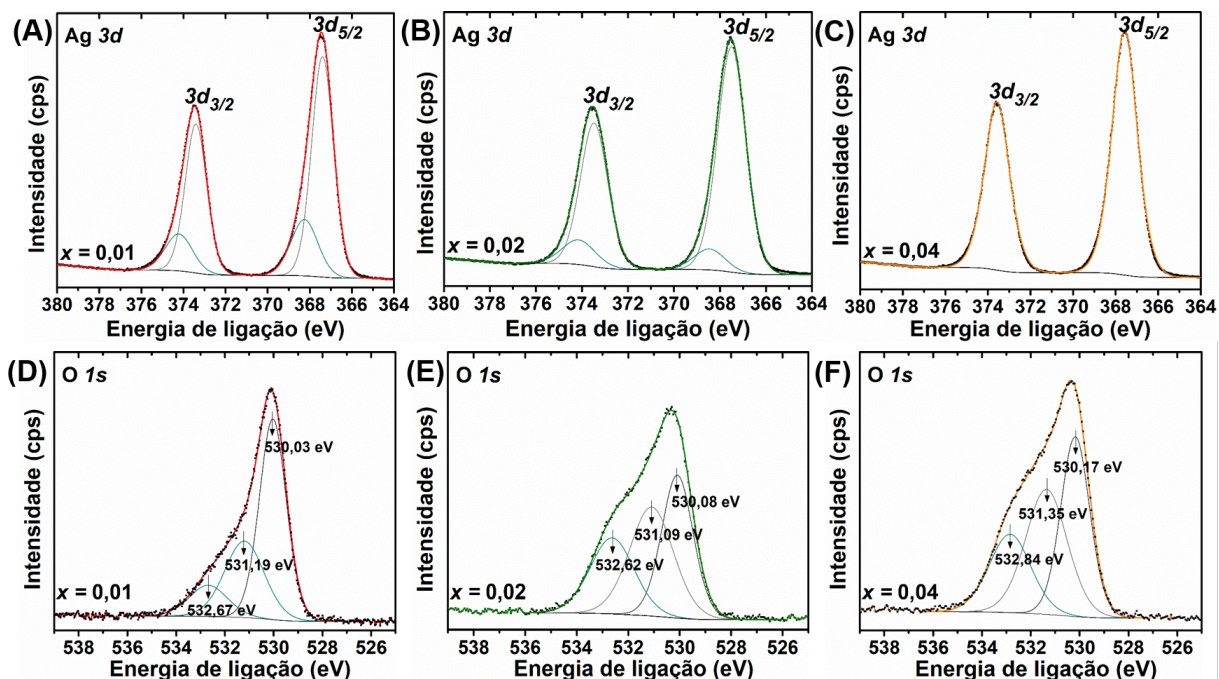 (A)
Ag 3d
3d5/2
3d3/2
x = 0,01
Intensidade (cps)
380 378 376 374 372 370 368 366 364
Energia de ligação (eV)
(B)
Ag 3d
3d5/2
3d3/2
x = 0,02
Intensidade (cps)
380 378 376 374 372 370 368 366 364
Energia de ligação (eV)
(C)
Ag 3d
3d5/2
3d3/2
x = 0,04
Intensidade (cps)
380 378 376 374 372 370 368 366 364
Energia de ligação (eV)
(D)
O 1s
530,03 eV
531,19 eV
532,67 eV
x = 0,01
Intensidade (cps)
538 536 534 532 530 528 526
Energia de ligação (eV)
(E)
O 1s
530,08 eV
531,09 eV
532,62 eV
x = 0,02
Intensidade (cps)
538 536 534 532 530 528 526
Energia de ligação (eV)
(F)
O 1s
530,17 eV
531,35 eV
532,84 eV
x = 0,04
Intensidade (cps)
538 536 534 532 530 528 526
Energia de ligação (eV)